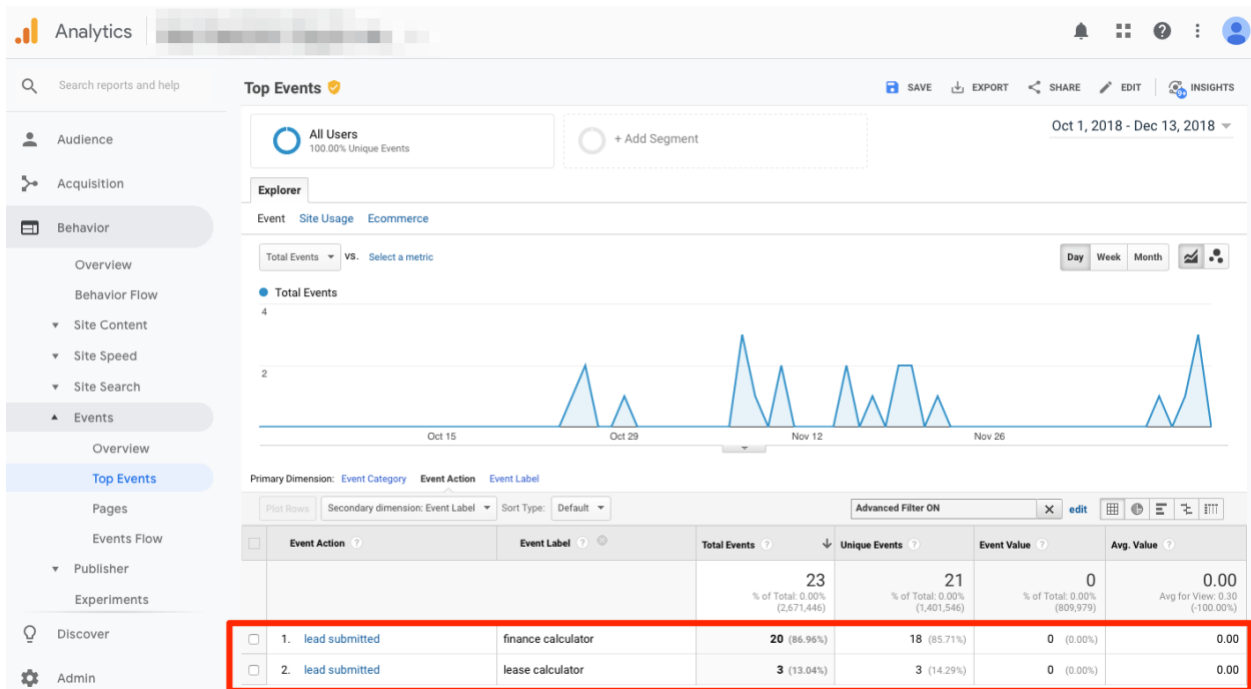 Analytics
Search reports and help
Audience
Acquisition
Behavior
Overview
Behavior Flow
Site Content
Site Speed
Site Search
Events
Overview
Top Events
Pages
Events Flow
Publisher
Experiments
Discover
Admin
Top Events
SAVE EXPORT SHARE EDIT INSIGHTS
All Users
100.00% Unique Events
+ Add Segment
Oct 1, 2018 - Dec 13, 2018
Explorer
Event Site Usage Ecommerce
Total Events VS. Select a metric
Day Week Month
Total Events
4
2
Oct 15 Oct 29 Nov 12 Nov 26
Primary Dimension: Event Category Event Action Event Label
Plot Rows Secondary dimension: Event Label Sort Type: Default Advanced Filter ON edit
Event Action Event Label Total Events Unique Events Event Value Avg. Value
23 21 0 0.00
% of Total: 0.00% % of Total: 0.00% % of Total: 0.00% Avg for View: 0.30
(2,671,446) (1,401,546) (809,979) (-100.00%)
1. lead submitted finance calculator 20 (86.96%) 18 (85.71%) 0 (0.00%) 0.00
2. lead submitted lease calculator 3 (13.04%) 3 (14.29%) 0 (0.00%) 0.00